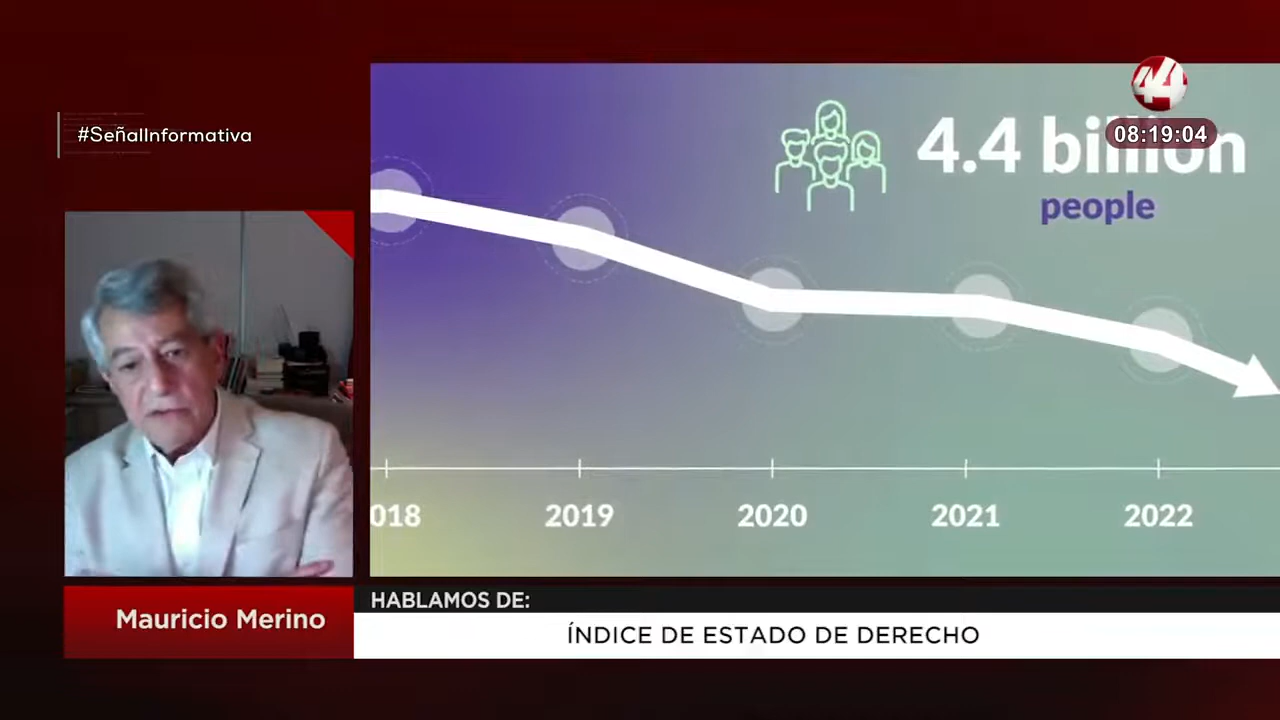 44
08:19:04
#SeñalInformativa
4.4 billion
people
018 2019 2020 2021 2022
Mauricio Merino
HABLAMOS DE:
ÍNDICE DE ESTADO DE DERECHO